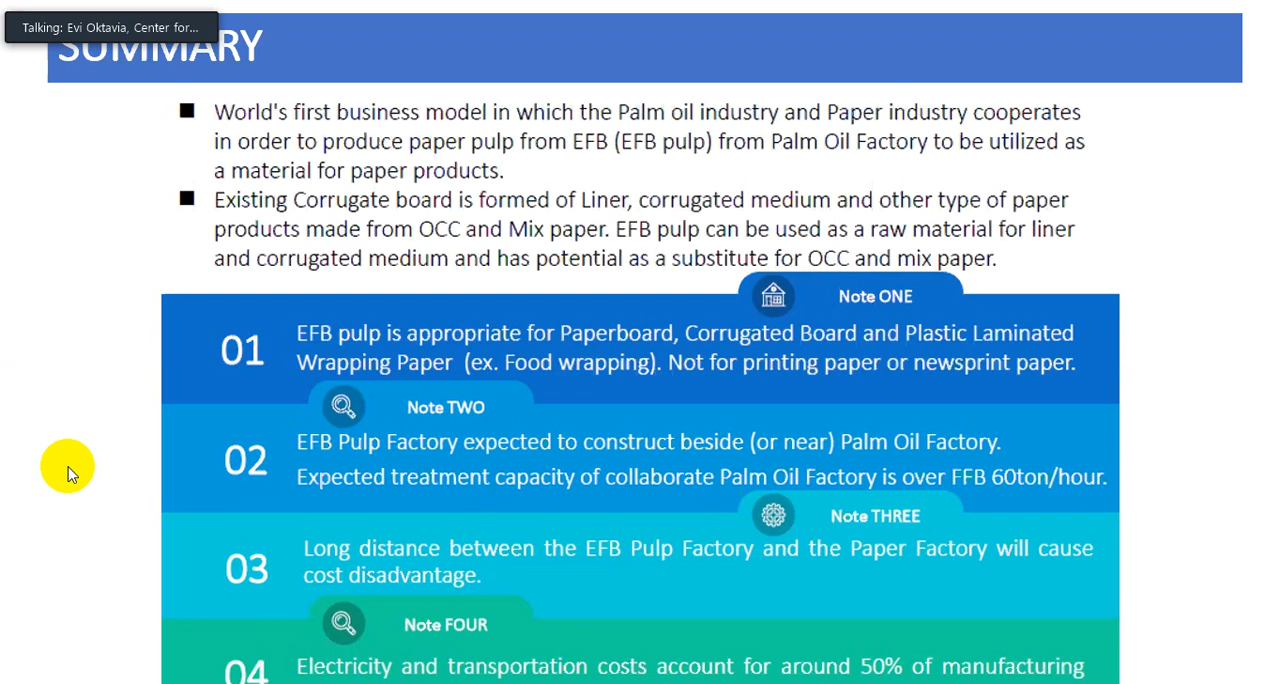 Talking: Evi Oktavia, Center for...
SUMMARY
World's first business model in which the Palm oil industry and Paper industry cooperates
in order to produce paper pulp from EFB (EFB pulp) from Palm Oil Factory to be utilized as
a material for paper products.
Existing Corrugate board is formed of Liner, corrugated medium and other type of paper
products made from OCC and Mix paper. EFB pulp can be used as a raw material for liner
and corrugated medium and has potential as a substitute for OCC and mix paper.
Note ONE
01
EFB pulp is appropriate for Paperboard, Corrugated Board and Plastic Laminated
Wrapping Paper (ex. Food wrapping). Not for printing paper or newsprint paper.
Note TWO
02
EFB Pulp Factory expected to construct beside (or near) Palm Oil Factory.
Expected treatment capacity of collaborate Palm Oil Factory is over FFB 60ton/hour.
Note THREE
03
Long distance between the EFB Pulp Factory and the Paper Factory will cause
cost disadvantage.
Note FOUR
04
Electricity and transportation costs account for around 50% of manufacturing